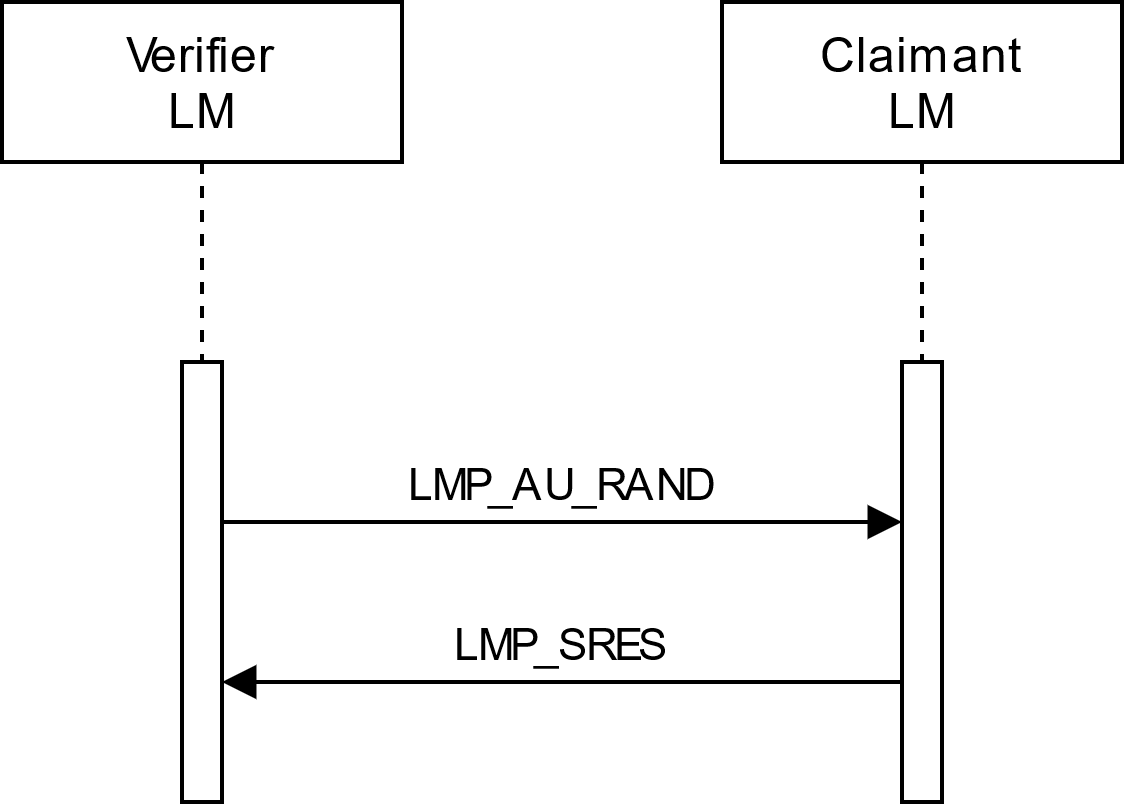 Verifier
LM
Claimant
LM
LMP_AU_RAND
LMP_SRES